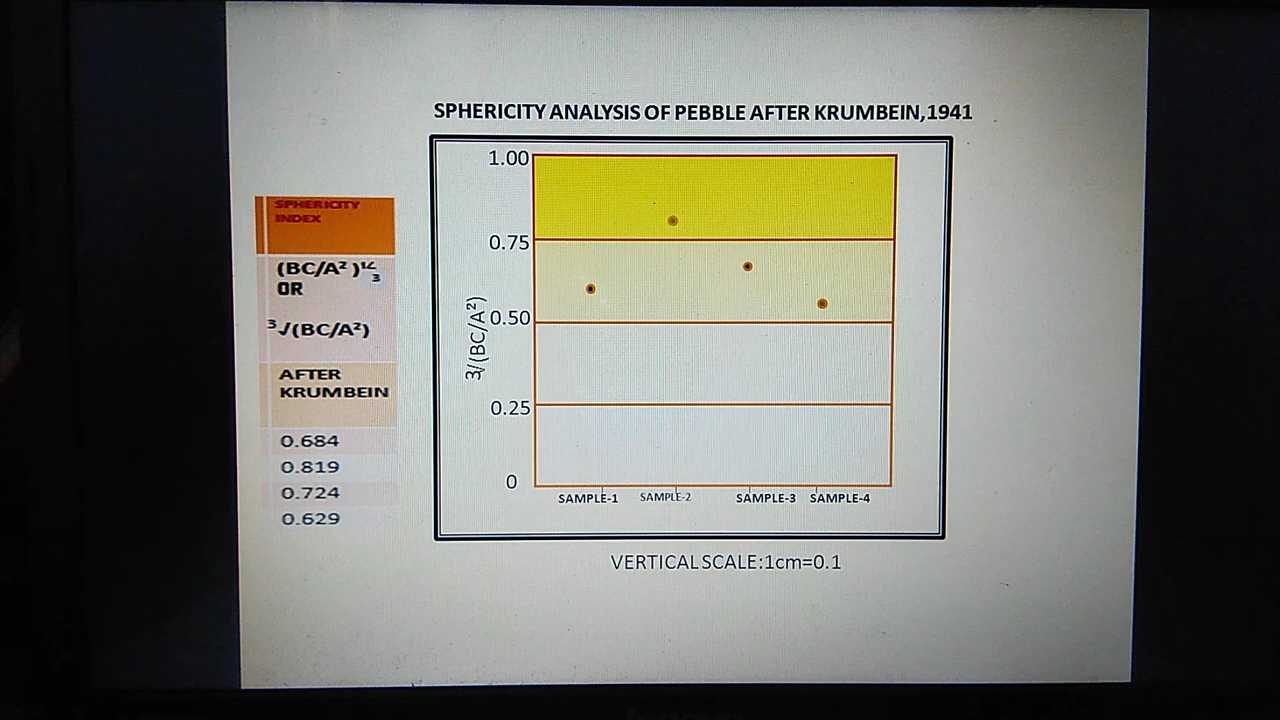 SPHERICITY ANALYSIS OF PEBBLE AFTER KRUMBEIN,1941
SPHERICITY
INDEX
(BC/A²)⅓
OR
³√(BC/A²)
AFTER
KRUMBEIN
0.684
0.819
0.724
0.629
3/(BC/A²)
1.00
0.75
0.50
0.25
0
SAMPLE-1 SAMPLE-2 SAMPLE-3 SAMPLE-4
VERTICAL SCALE:1cm=0.1